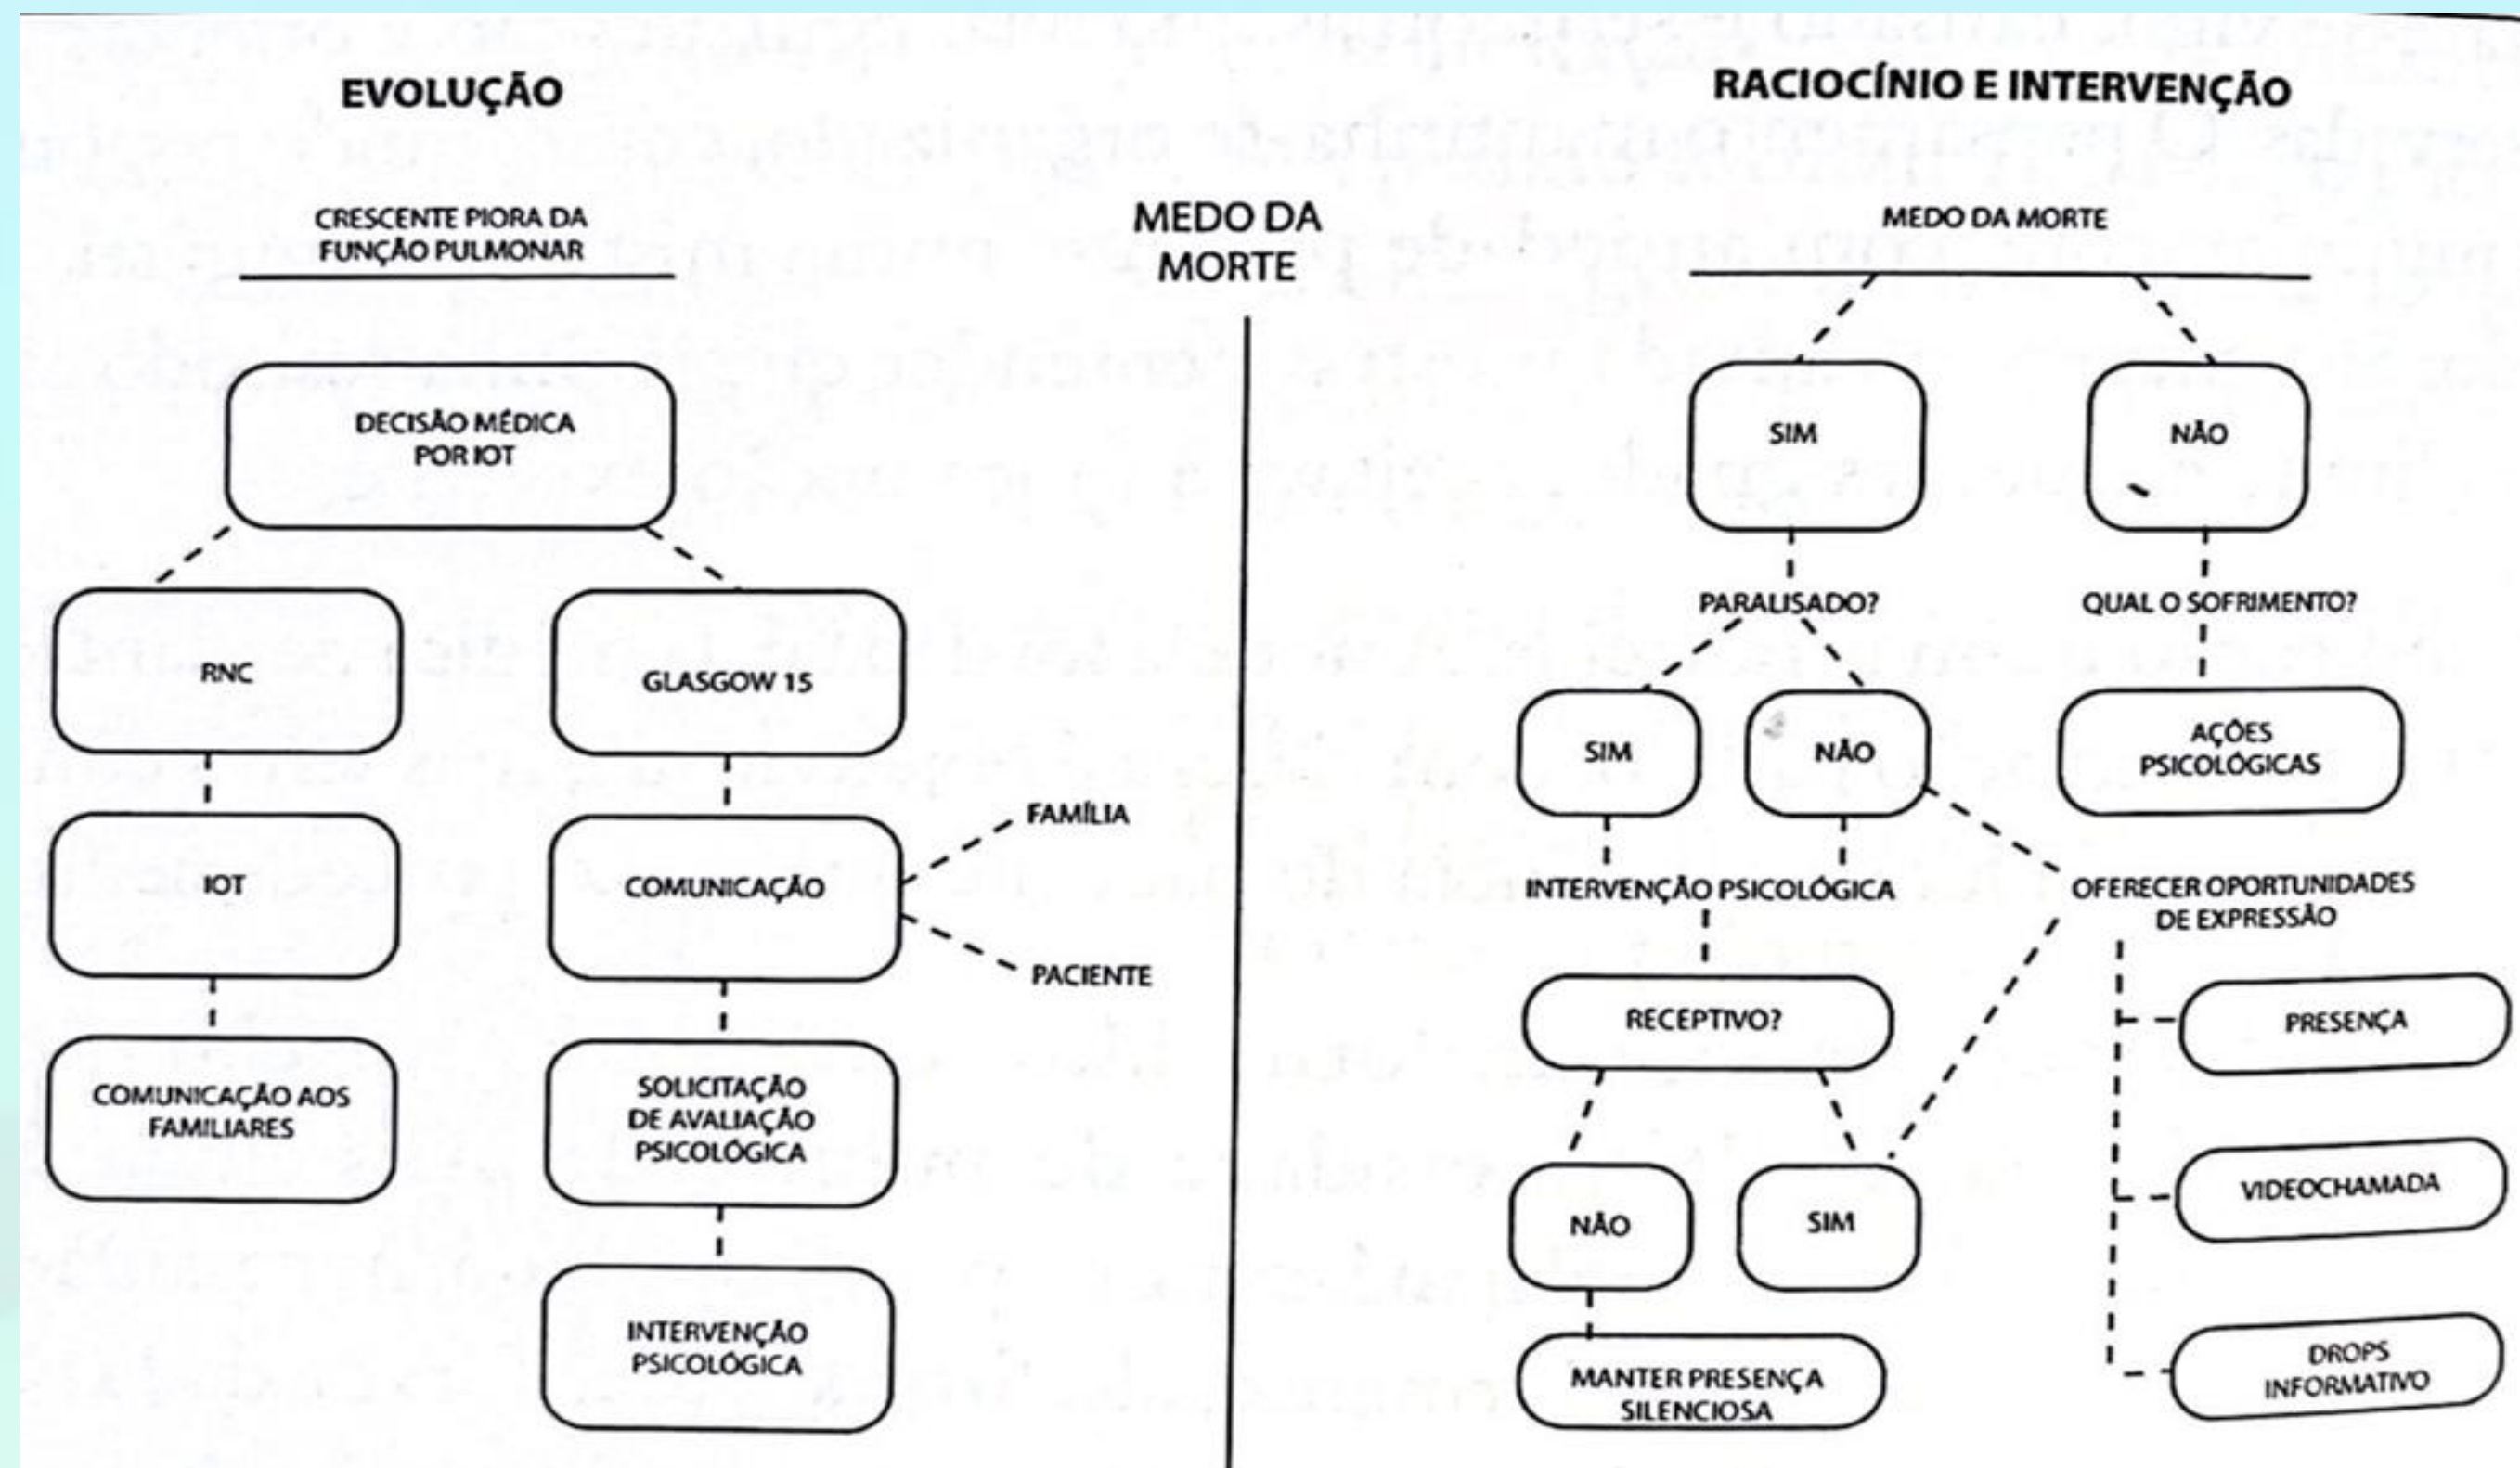 EVOLUÇÃO
CRESCENTE PIORA DA
FUNÇÃO PULMONAR
DECISÃO MÉDICA
POR IOT
RNC
GLASGOW 15
IOT
COMUNICAÇÃO
FAMÍLIA
PACIENTE
COMUNICAÇÃO AOS
FAMILIARES
SOLICITAÇÃO
DE AVALIAÇÃO
PSICOLÓGICA
INTERVENÇÃO
PSICOLÓGICA
MEDO DA
MORTE
RACIOCÍNIO E INTERVENÇÃO
MEDO DA MORTE
SIM
NÃO
PARALISADO?
QUAL O SOFRIMENTO?
SIM
NÃO
AÇÕES
PSICOLÓGICAS
INTERVENÇÃO PSICOLÓGICA
OFERECER OPORTUNIDADES
DE EXPRESSÃO
RECEPTIVO?
PRESENÇA
NÃO
SIM
VIDEOCHAMADA
MANTER PRESENÇA
SILENCIOSA
DROPS
INFORMATIVO